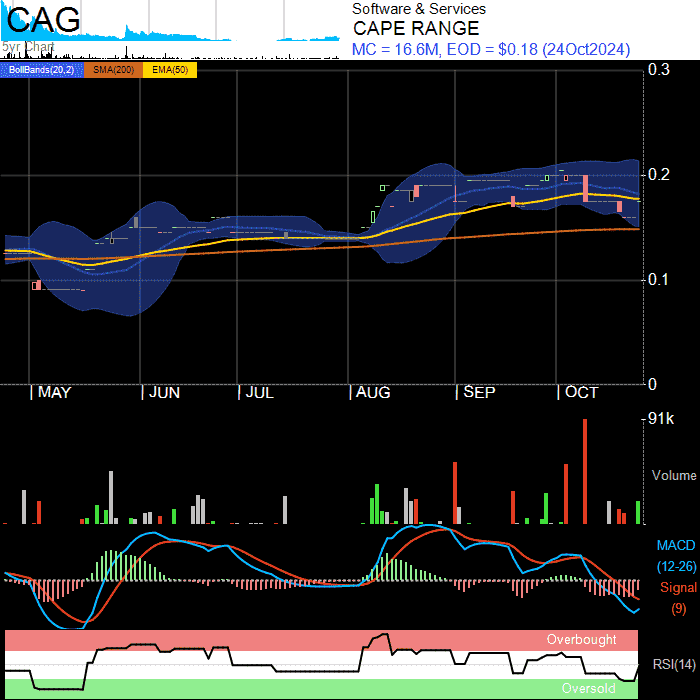 CAG
5yr Chart
Software & Services
CAPE RANGE
MC = 16.6M, EOD = $0.18 (24Oct2024)
BollBands(20,2) SMA(200) EMA(50)
0.3
0.2
0.1
0
MAY JUN JUL AUG SEP OCT
91k
Volume
MACD
(12-26)
Signal
(9)
Overbought
RSI(14)
Oversold